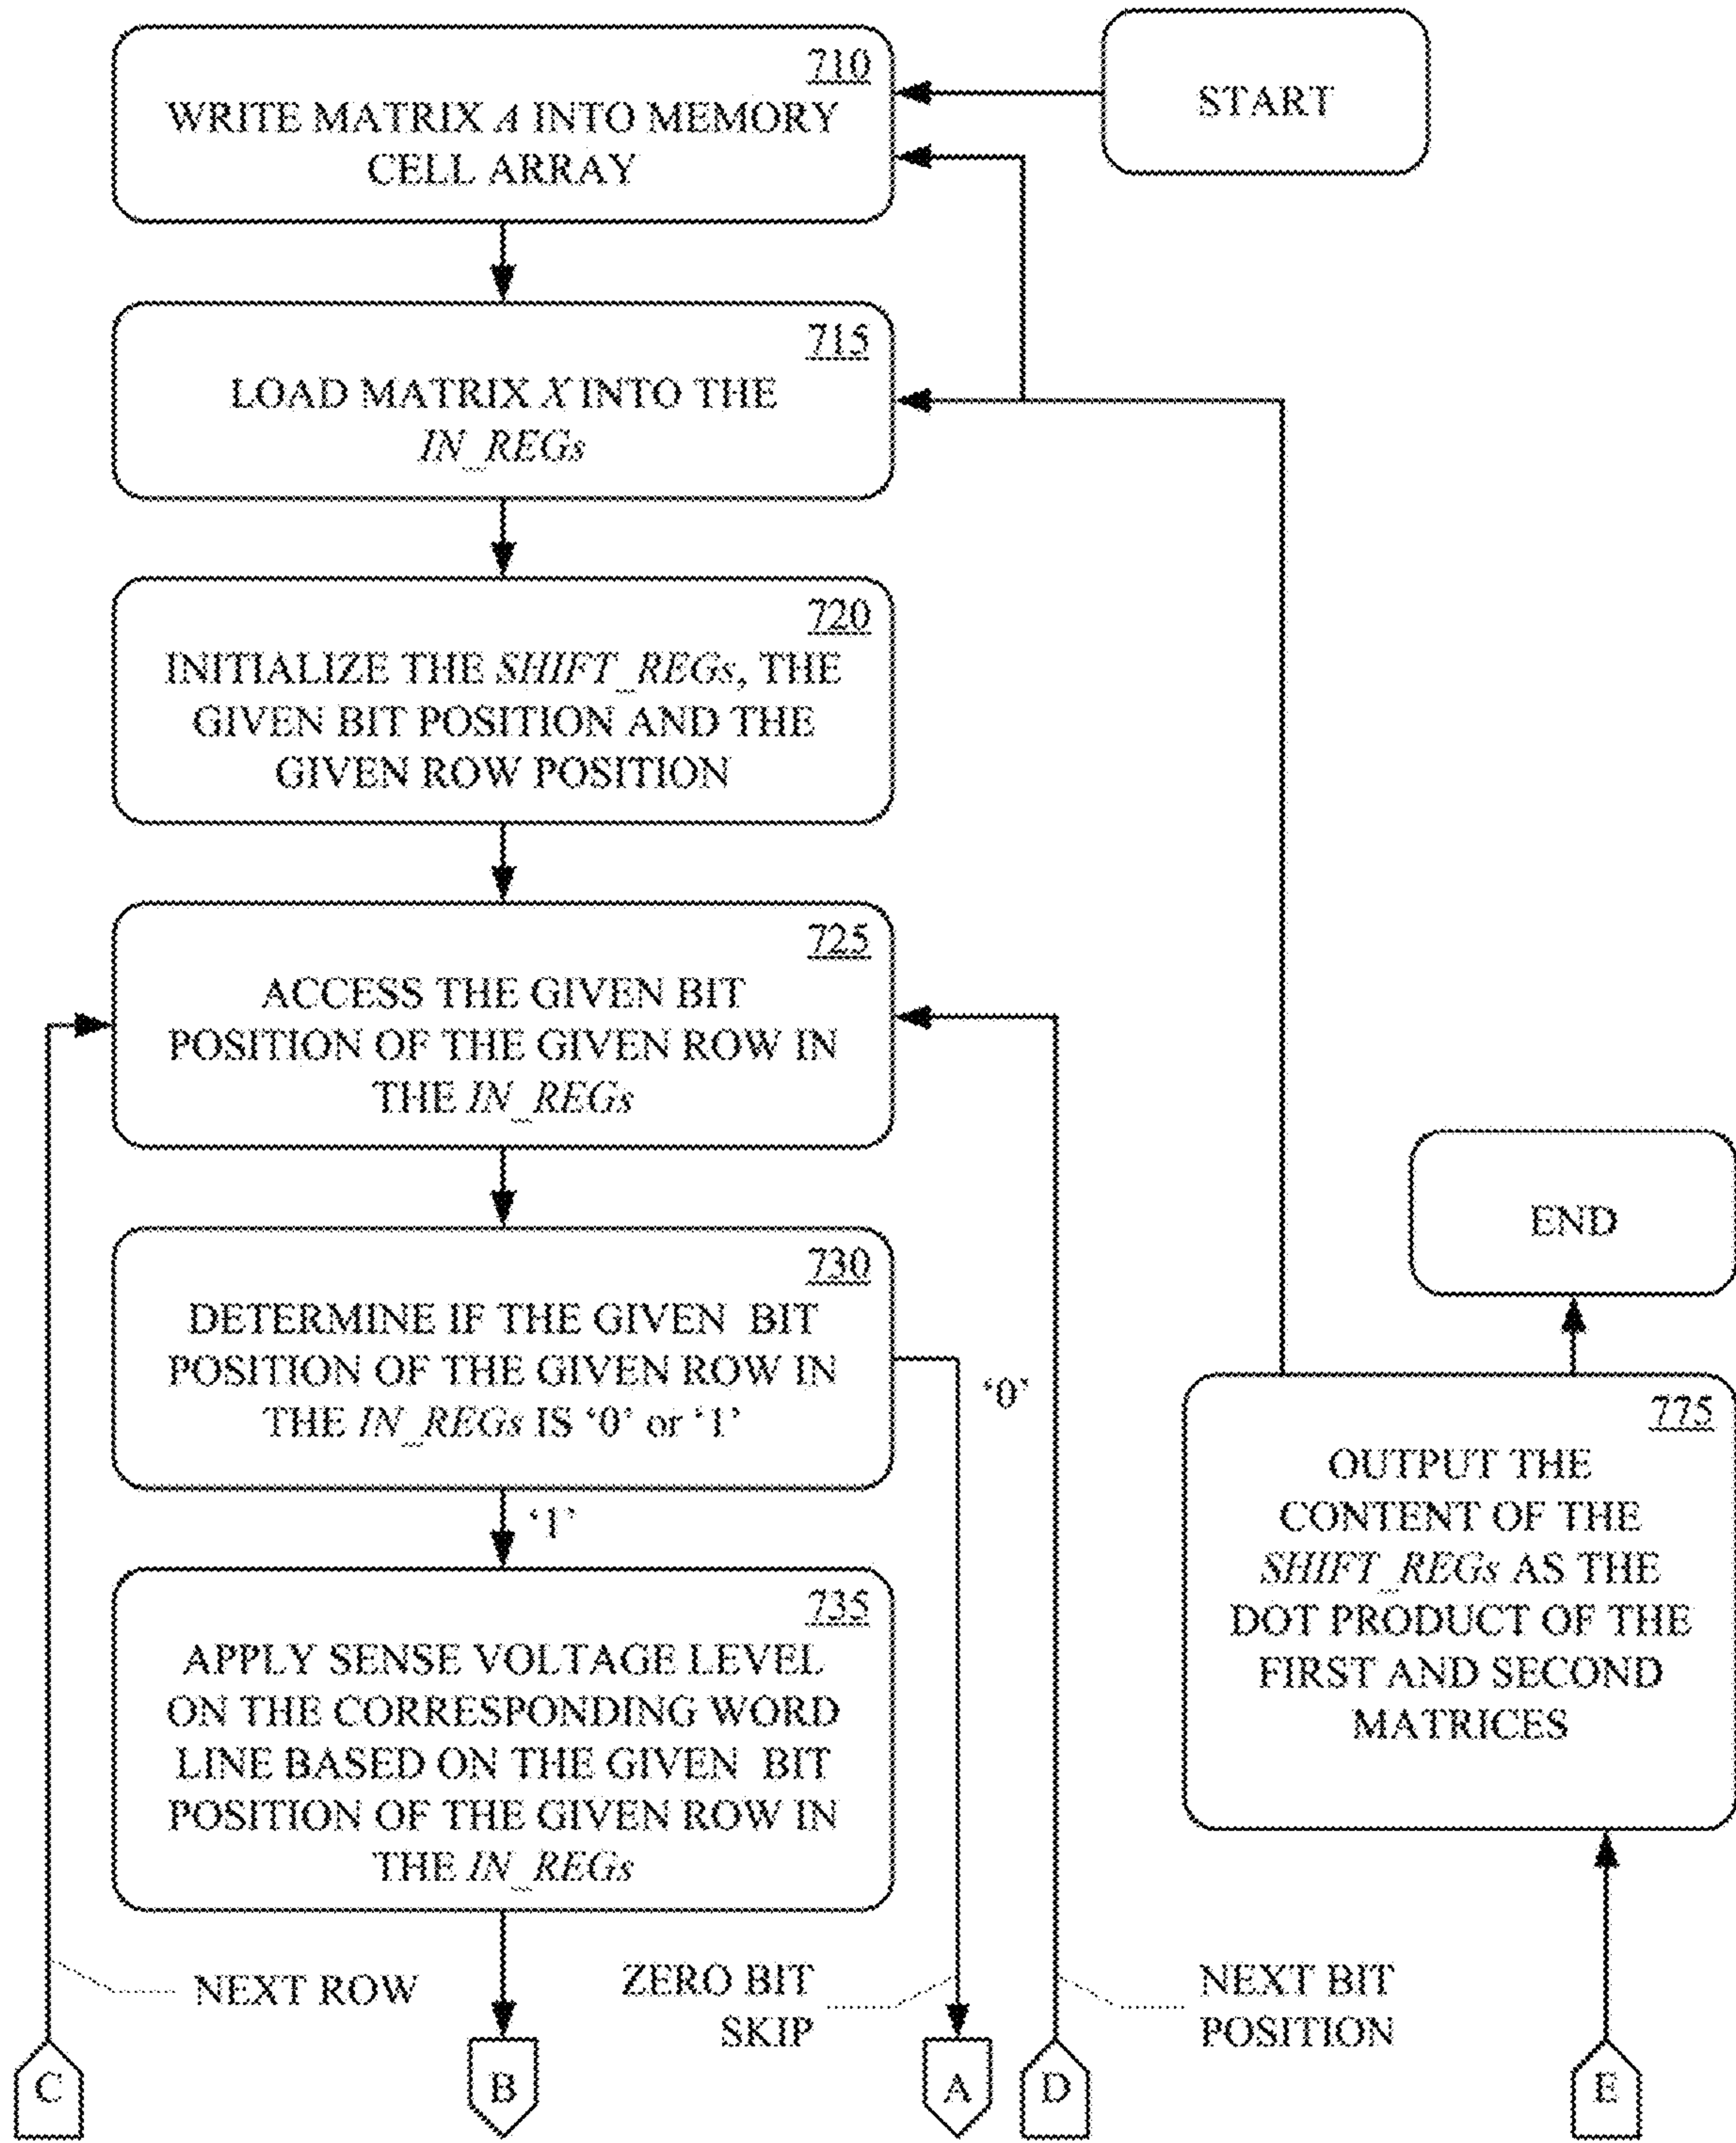 START
710
WRITE MATRIX A INTO MEMORY
CELL ARRAY
715
LOAD MATRIX X INTO THE
IN_REGs
720
INITIALIZE THE SHIFT_REGs, THE
GIVEN BIT POSITION AND THE
GIVEN ROW POSITION
725
ACCESS THE GIVEN BIT
POSITION OF THE GIVEN ROW IN
THE IN_REGs
730
DETERMINE IF THE GIVEN BIT
POSITION OF THE GIVEN ROW IN
THE IN_REGs IS ‘0’ or ‘1’
‘0’
‘1’
735
APPLY SENSE VOLTAGE LEVEL
ON THE CORRESPONDING WORD
LINE BASED ON THE GIVEN BIT
POSITION OF THE GIVEN ROW IN
THE IN_REGs
END
775
OUTPUT THE
CONTENT OF THE
SHIFT_REGs AS THE
DOT PRODUCT OF THE
FIRST AND SECOND
MATRICES
NEXT ROW
ZERO BIT
SKIP
NEXT BIT
POSITION
C
B
A
D
E